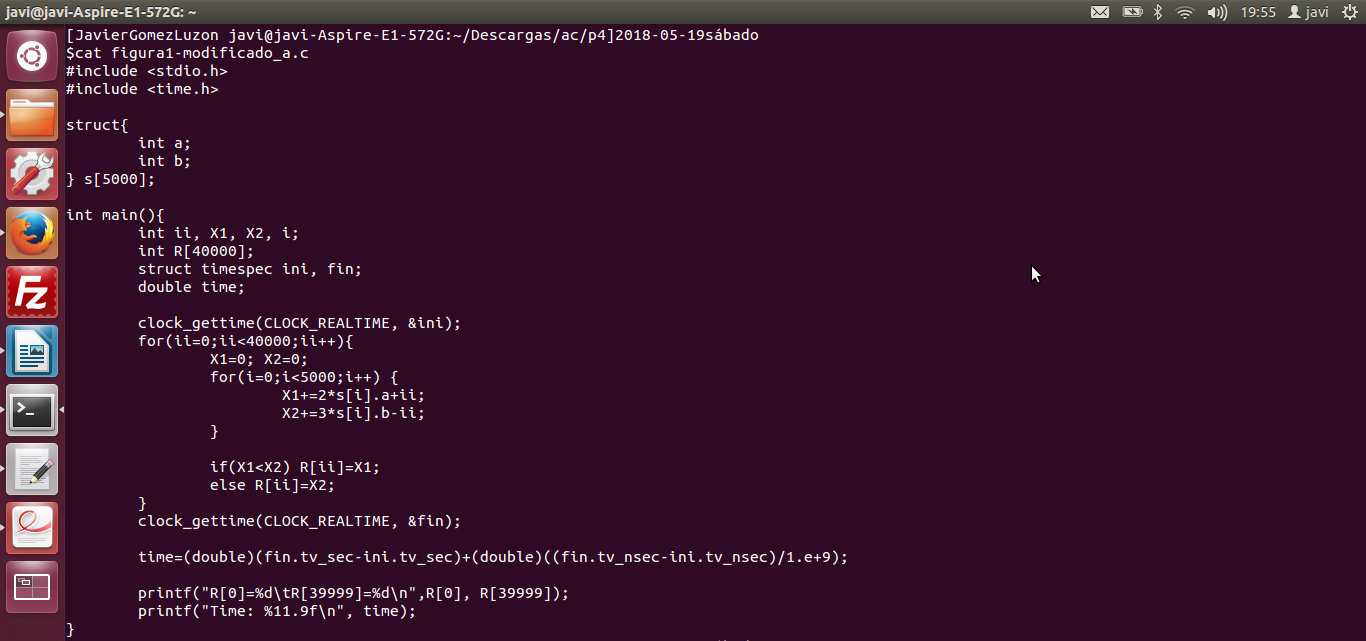 javi@javi-Aspire-E1-572G: ~
19:55 javi
[JavierGomezLuzon javi@javi-Aspire-E1-572G:~/Descargas/ac/p4]2018-05-19sábado
$cat figura1-modificado_a.c
#include <stdio.h>
#include <time.h>
struct{
        int a;
        int b;
} s[5000];
int main(){
        int ii, X1, X2, i;
        int R[40000];
        struct timespec ini, fin;
        double time;
        clock_gettime(CLOCK_REALTIME, &ini);
        for(ii=0;ii<40000;ii++){
                X1=0; X2=0;
                for(i=0;i<5000;i++) {
                        X1+=2*s[i].a+ii;
                        X2+=3*s[i].b-ii;
                }
                if(X1<X2) R[ii]=X1;
                else R[ii]=X2;
        }
        clock_gettime(CLOCK_REALTIME, &fin);
        time=(double)(fin.tv_sec-ini.tv_sec)+(double)((fin.tv_nsec-ini.tv_nsec)/1.e+9);
        printf("R[0]=%d\tR[39999]=%d\n",R[0], R[39999]);
        printf("Time: %11.9f\n", time);
}